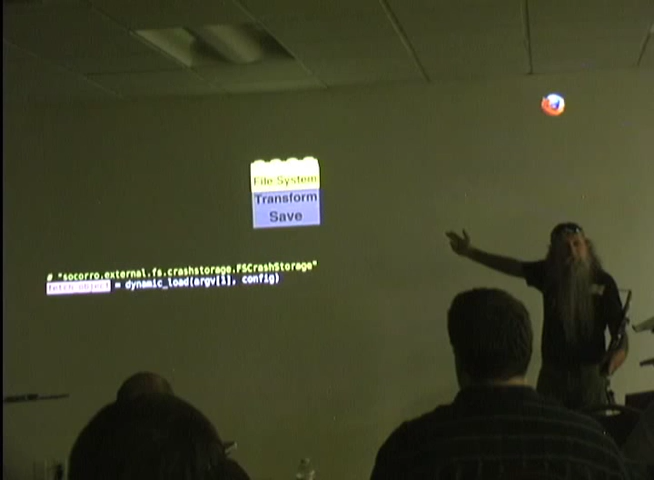 File System
Transform
Save
# "socorro.external.fs.crashstorage.FSCrashStorage"
fetch_object = dynamic_load(argv[1], config)